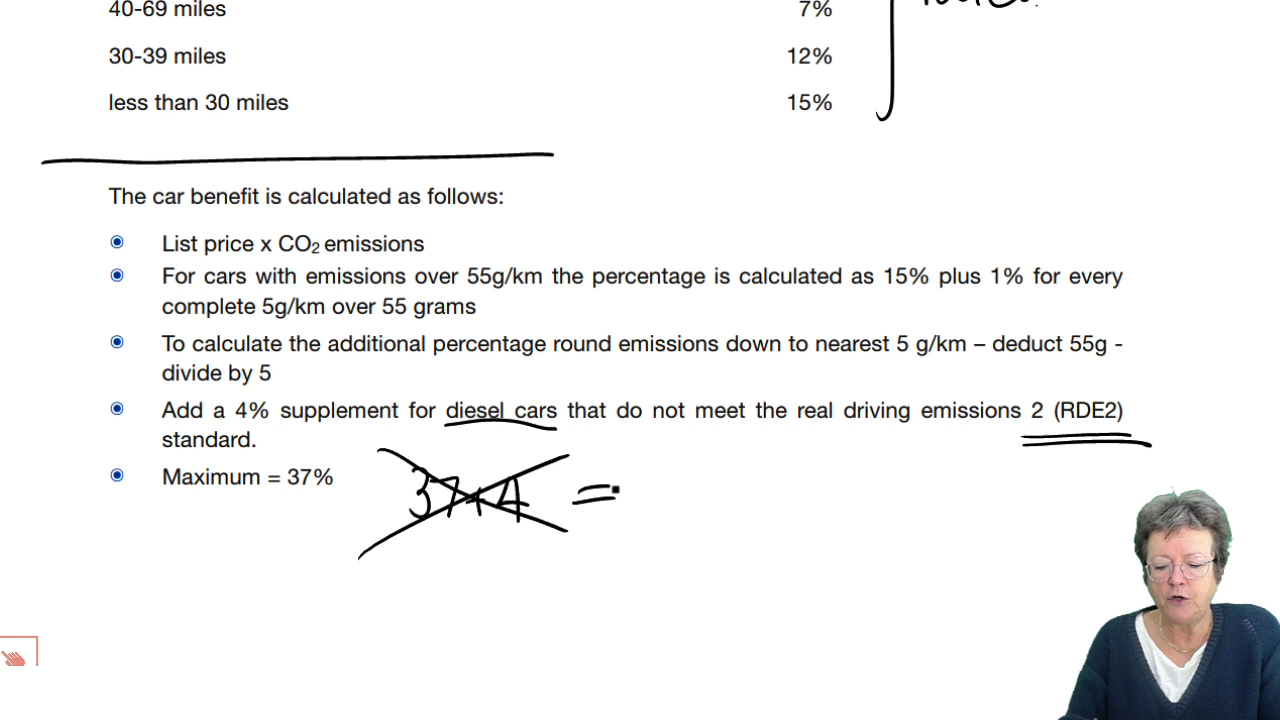 40-69 miles 7%
30-39 miles 12%
less than 30 miles 15%
The car benefit is calculated as follows:
List price x CO₂ emissions
For cars with emissions over 55g/km the percentage is calculated as 15% plus 1% for every
complete 5g/km over 55 grams
To calculate the additional percentage round emissions down to nearest 5 g/km – deduct 55g -
divide by 5
Add a 4% supplement for diesel cars that do not meet the real driving emissions 2 (RDE2)
standard.
Maximum = 37%
37+4 =